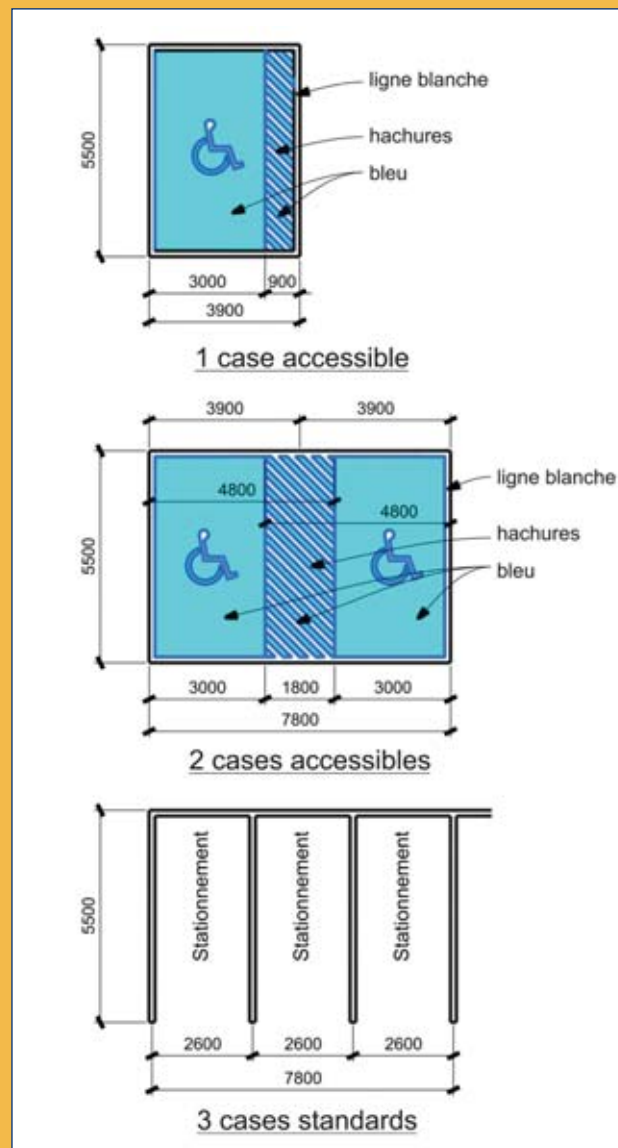 ligne blanche
5500
hachures
bleu
3000 900
3900
1 case accessible
3900 3900
ligne blanche
4800
4800
hachures
5500
bleu
3000 1800 3000
7800
2 cases accessibles
5500
Stationnement Stationnement Stationnement
2600 2600 2600
7800
3 cases standards